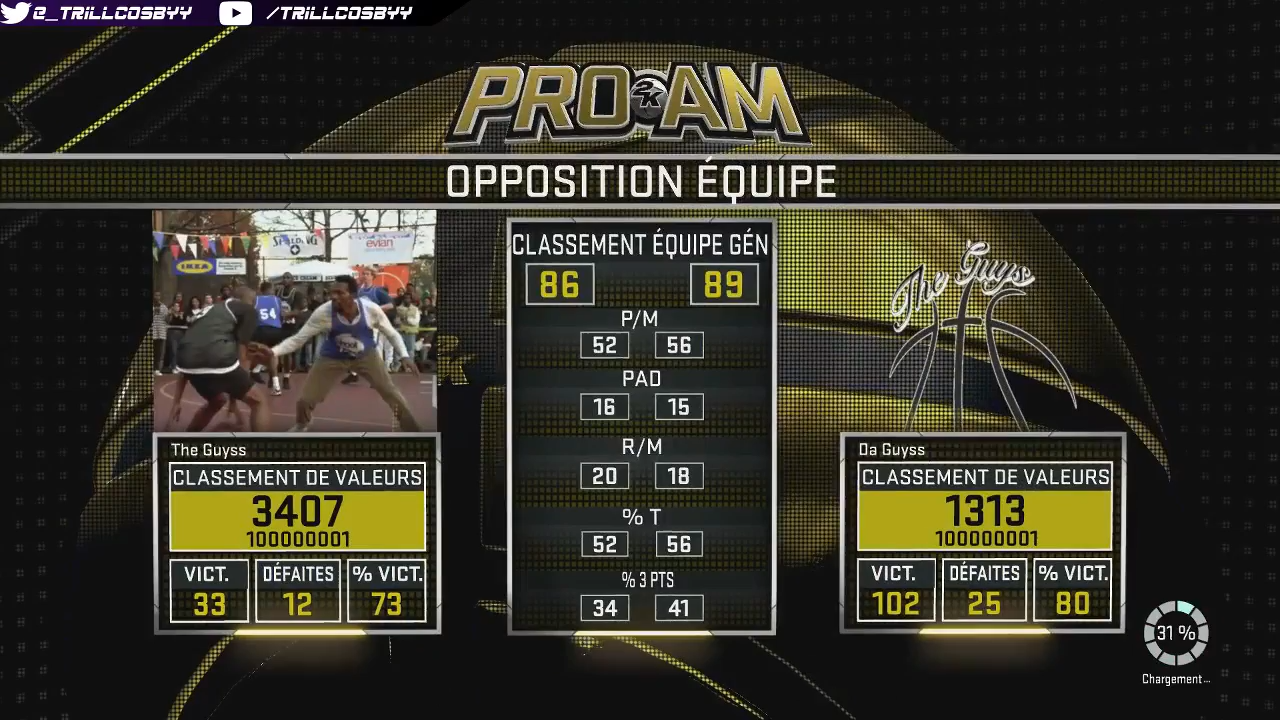 @_TRILLCOSBYY /TRILLCOSBYY
PRO 2K AM
OPPOSITION ÉQUIPE
SPALDING
evian
IKEA
54
CLASSEMENT ÉQUIPE GÉN
86 89
P/M
52 56
PAD
16 15
R/M
20 18
% T
52 56
% 3 PTS
34 41
The Guys
The Guyss
CLASSEMENT DE VALEURS
3407
100000001
VICT. DÉFAITES % VICT.
33 12 73
Da Guyss
CLASSEMENT DE VALEURS
1313
100000001
VICT. DÉFAITES % VICT.
102 25 80
31 %
Chargement...